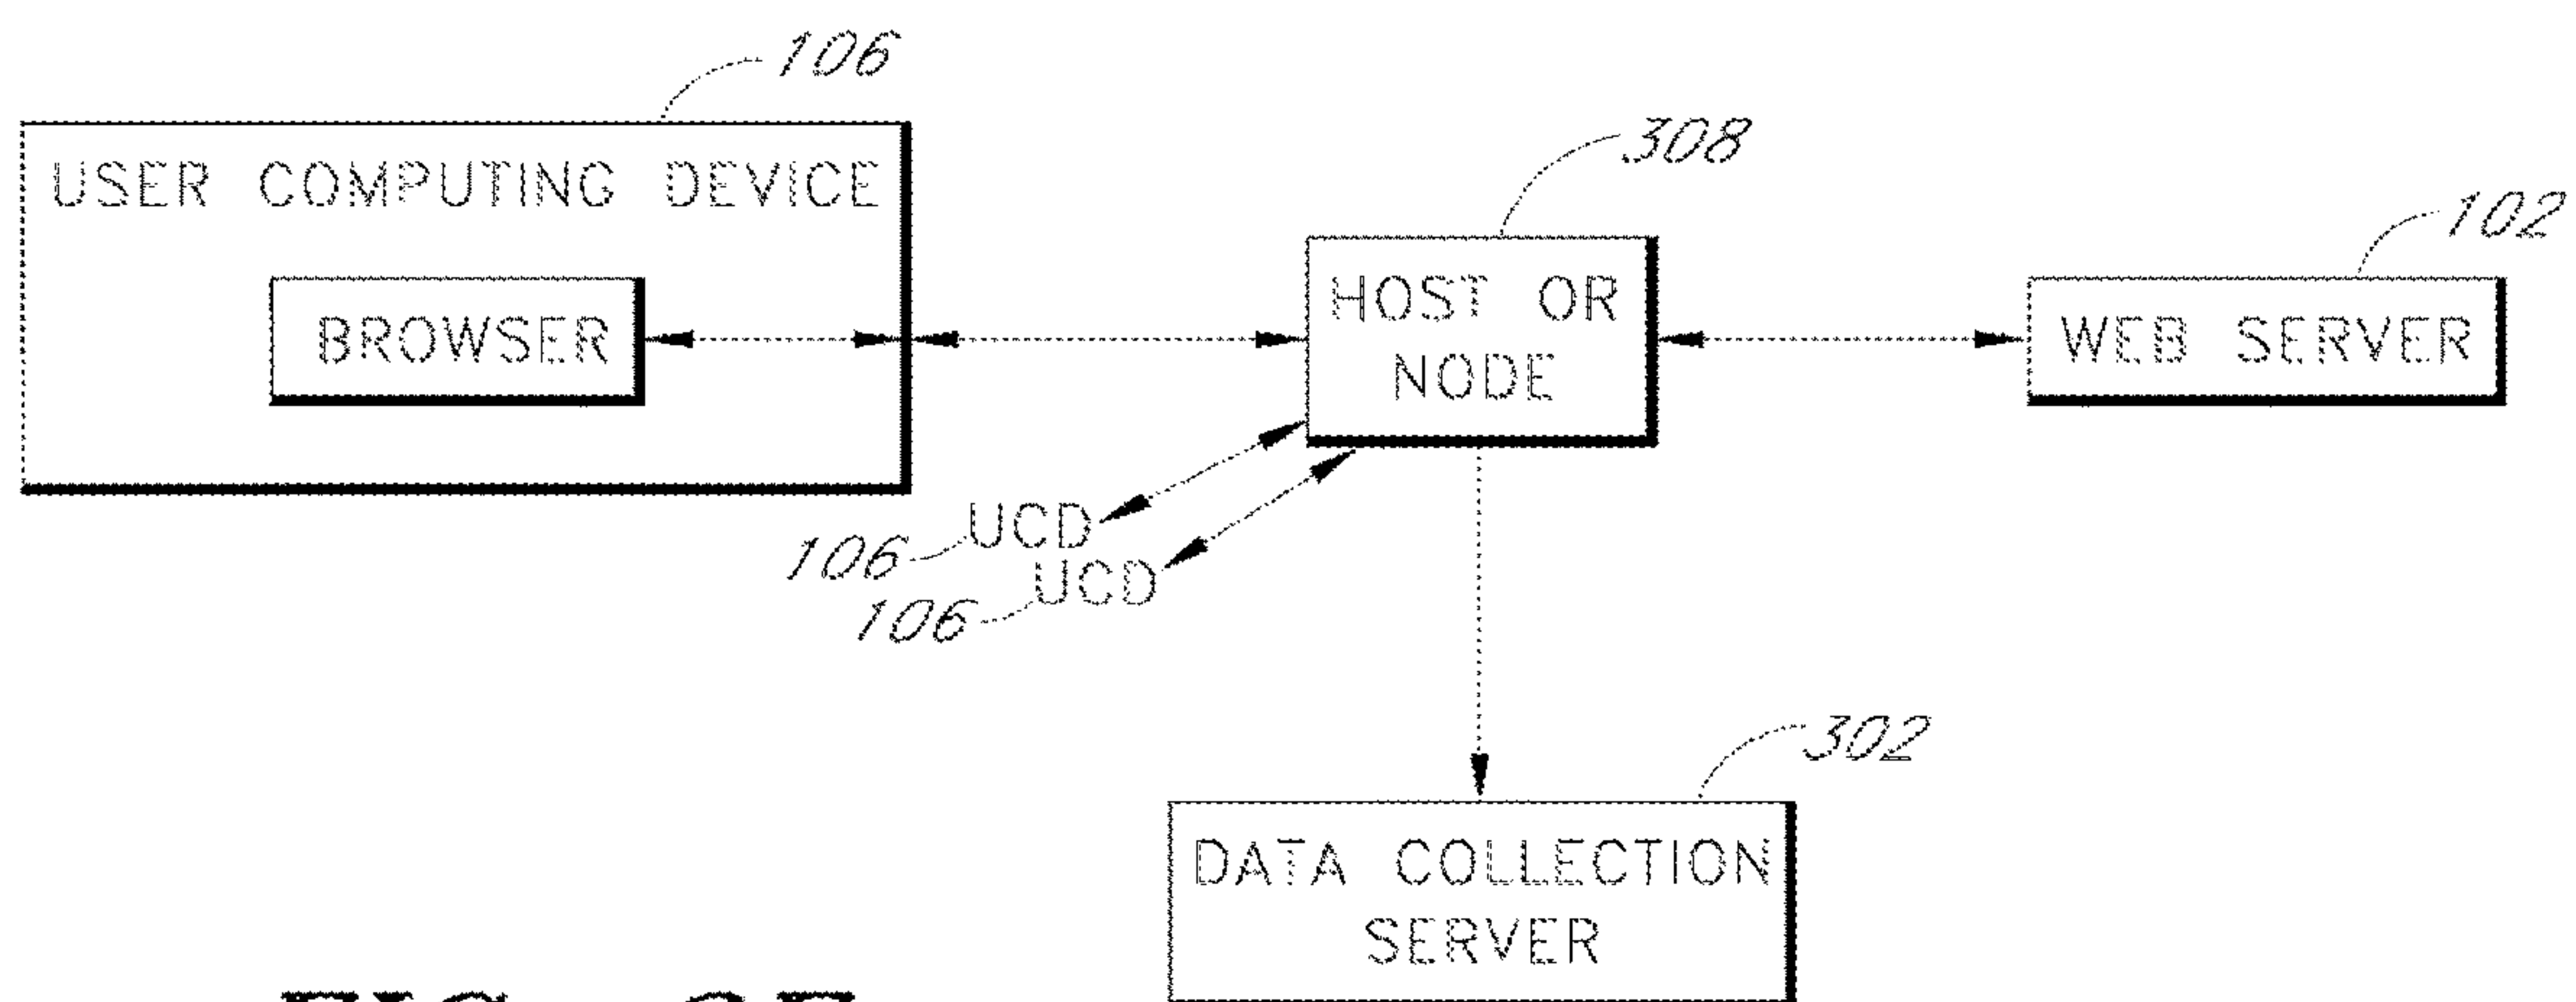 106
USER COMPUTING DEVICE
BROWSER
308
HOST OR
NODE
102
WEB SERVER
UCD
106
UCD
106
302
DATA COLLECTION
SERVER